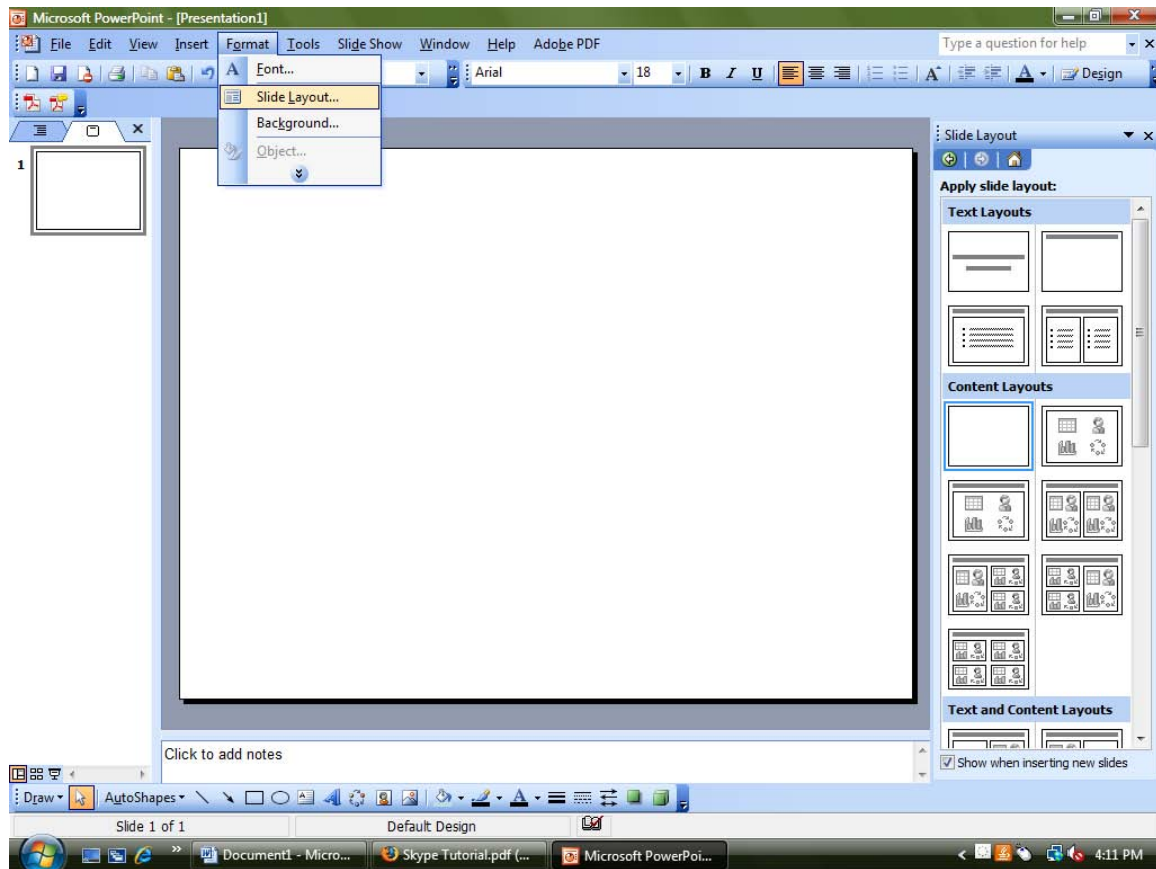 Microsoft PowerPoint - [Presentation1]
File Edit View Insert Format Tools Slide Show Window Help Adobe PDF
Type a question for help
Arial 18 B I U A A Design
A Font...
Slide Layout...
Background...
Object...
1
Slide Layout
Apply slide layout:
Text Layouts
Content Layouts
Text and Content Layouts
Show when inserting new slides
Click to add notes
Draw AutoShapes A
Slide 1 of 1 Default Design
Document1 - Micro... Skype Tutorial.pdf (... Microsoft PowerPoi... 4:11 PM